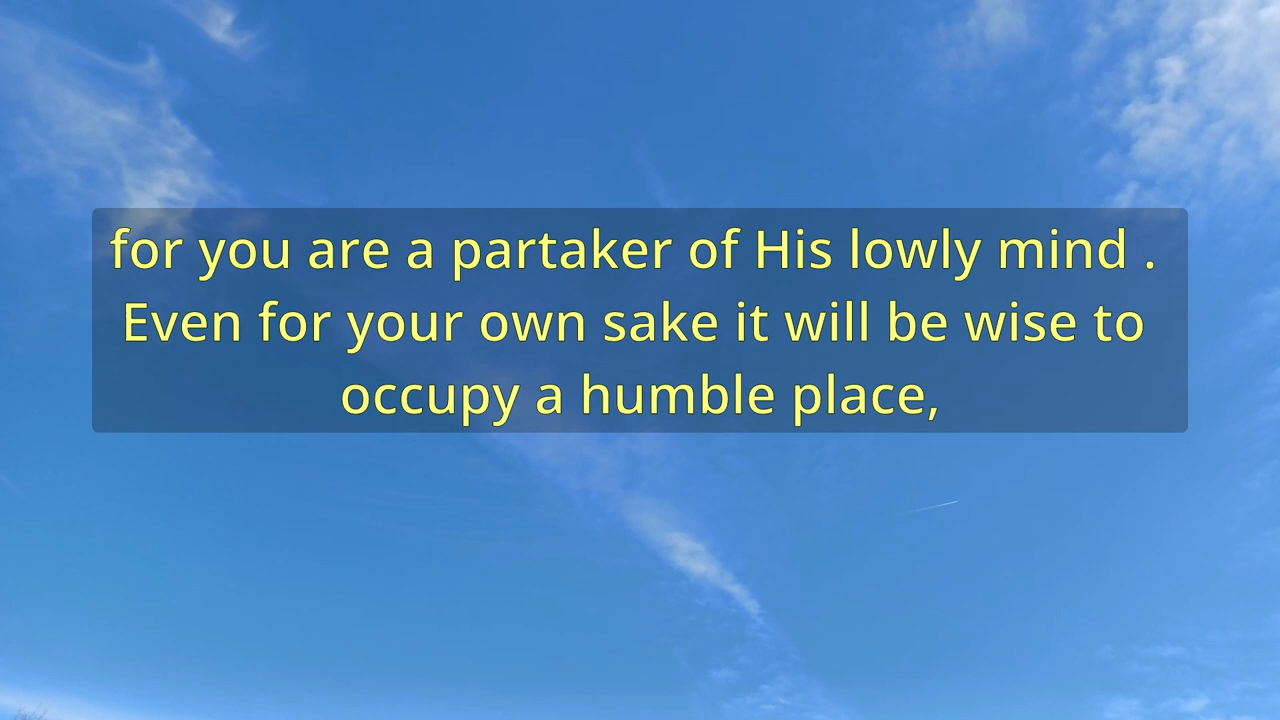 for you are a partaker of His lowly mind .
Even for your own sake it will be wise to
occupy a humble place,